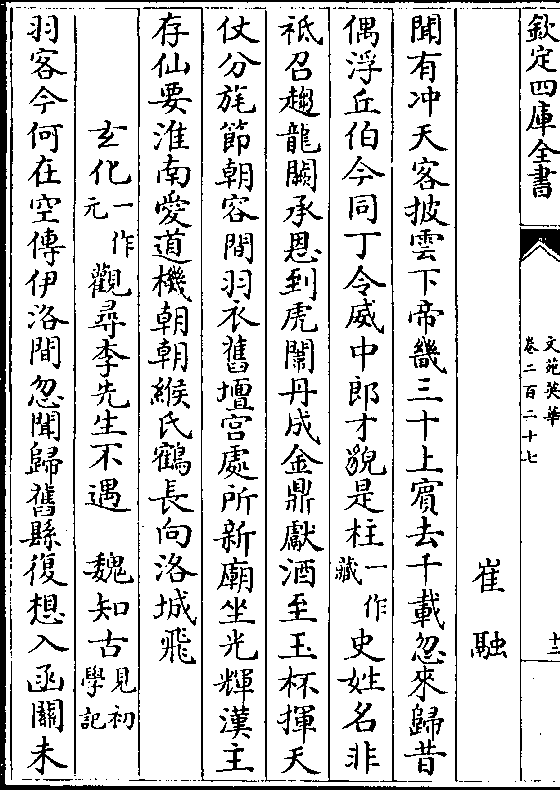 欽定四庫全書
文苑英華
卷二百二十七
十三
崔融
聞有冲天客披雲下帝畿三十上賓去千載忽來歸昔
偶浮丘伯今同丁令威中郎才貌是柱一作藏史姓名非
祗召趨龍闕承恩到虎闈丹成金鼎獻酒至玉杯揮天
仗分旄節朝容間羽衣舊壇宫處所新廟坐光輝漢主
存仙要淮南愛道機朝朝緱氏鶴長向洛城飛
玄化一作元觀尋李先生不遇 魏知古見初學記
羽客今何在空傳伊洛間忽聞歸舊縣復想入函關未